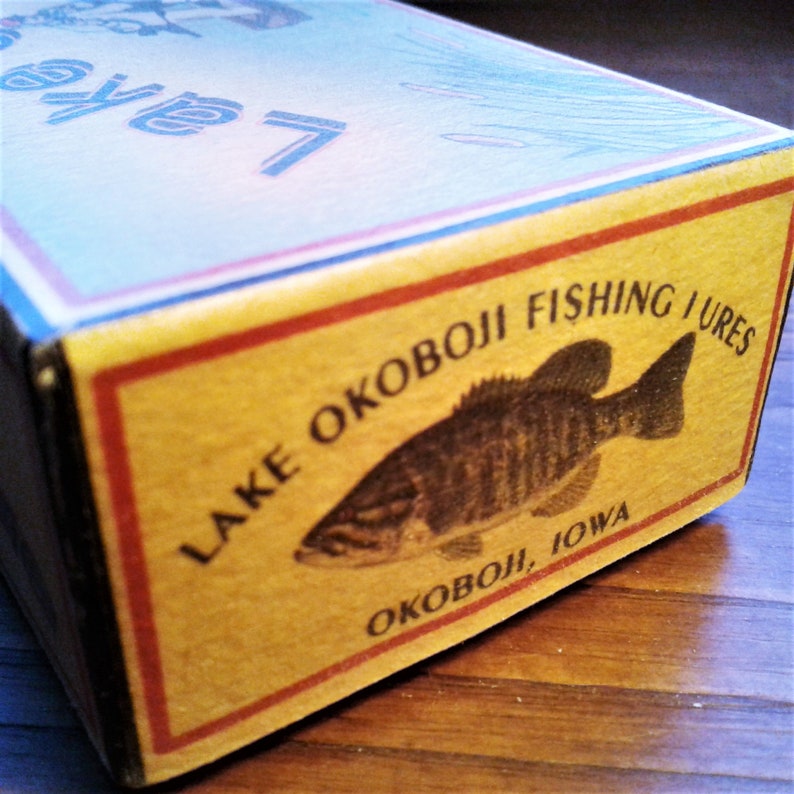 Lake
LAKE OKOBOJI FISHING LURES
OKOBOJI, IOWA